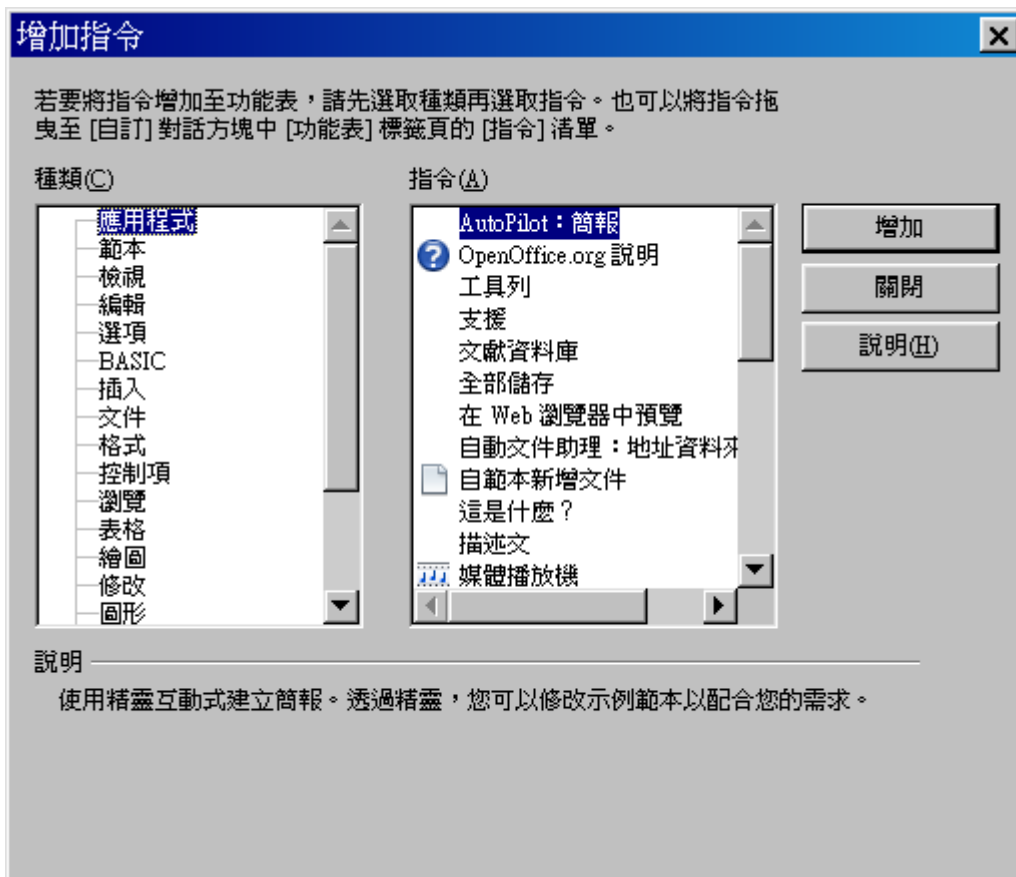 增加指令
若要將指令增加至功能表，請先選取種類再選取指令。也可以將指令拖
曳至 [自訂] 對話方塊中 [功能表] 標籤頁的 [指令] 清單。
種類(C)
應用程式
範本
檢視
編輯
選項
BASIC
插入
文件
格式
控制項
瀏覽
表格
繪圖
修改
圖形
指令(A)
AutoPilot：簡報
OpenOffice.org 說明
工具列
支援
文獻資料庫
全部儲存
在 Web 瀏覽器中預覽
自動文件助理：地址資料來
自範本新增文件
這是什麼？
描述文
媒體播放機
增加
關閉
說明(H)
說明
使用精靈互動式建立簡報。透過精靈，您可以修改示例範本以配合您的需求。